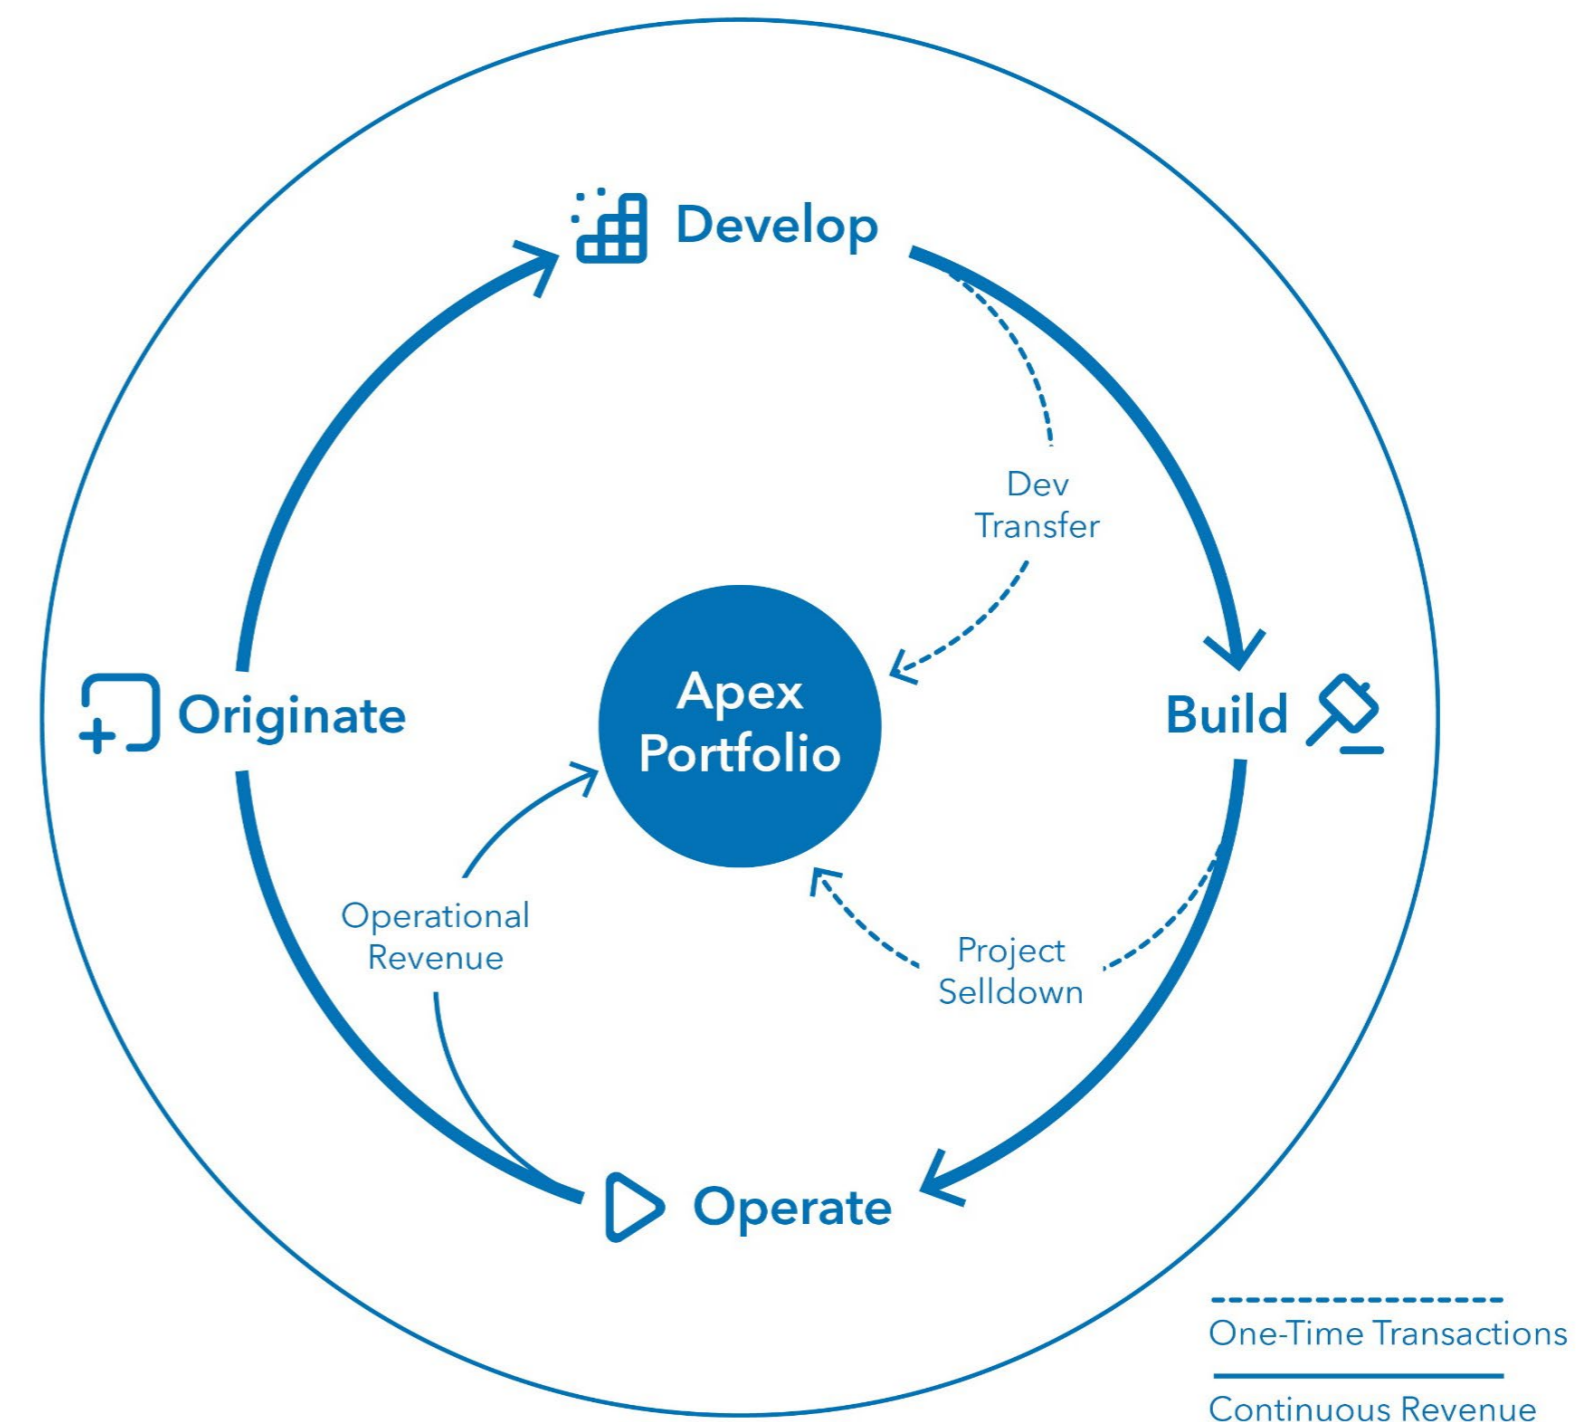 Develop
Dev
Transfer
Apex
Portfolio
Originate
Build
Operational
Revenue
Project
Selldown
Operate
One-Time Transactions
Continuous Revenue